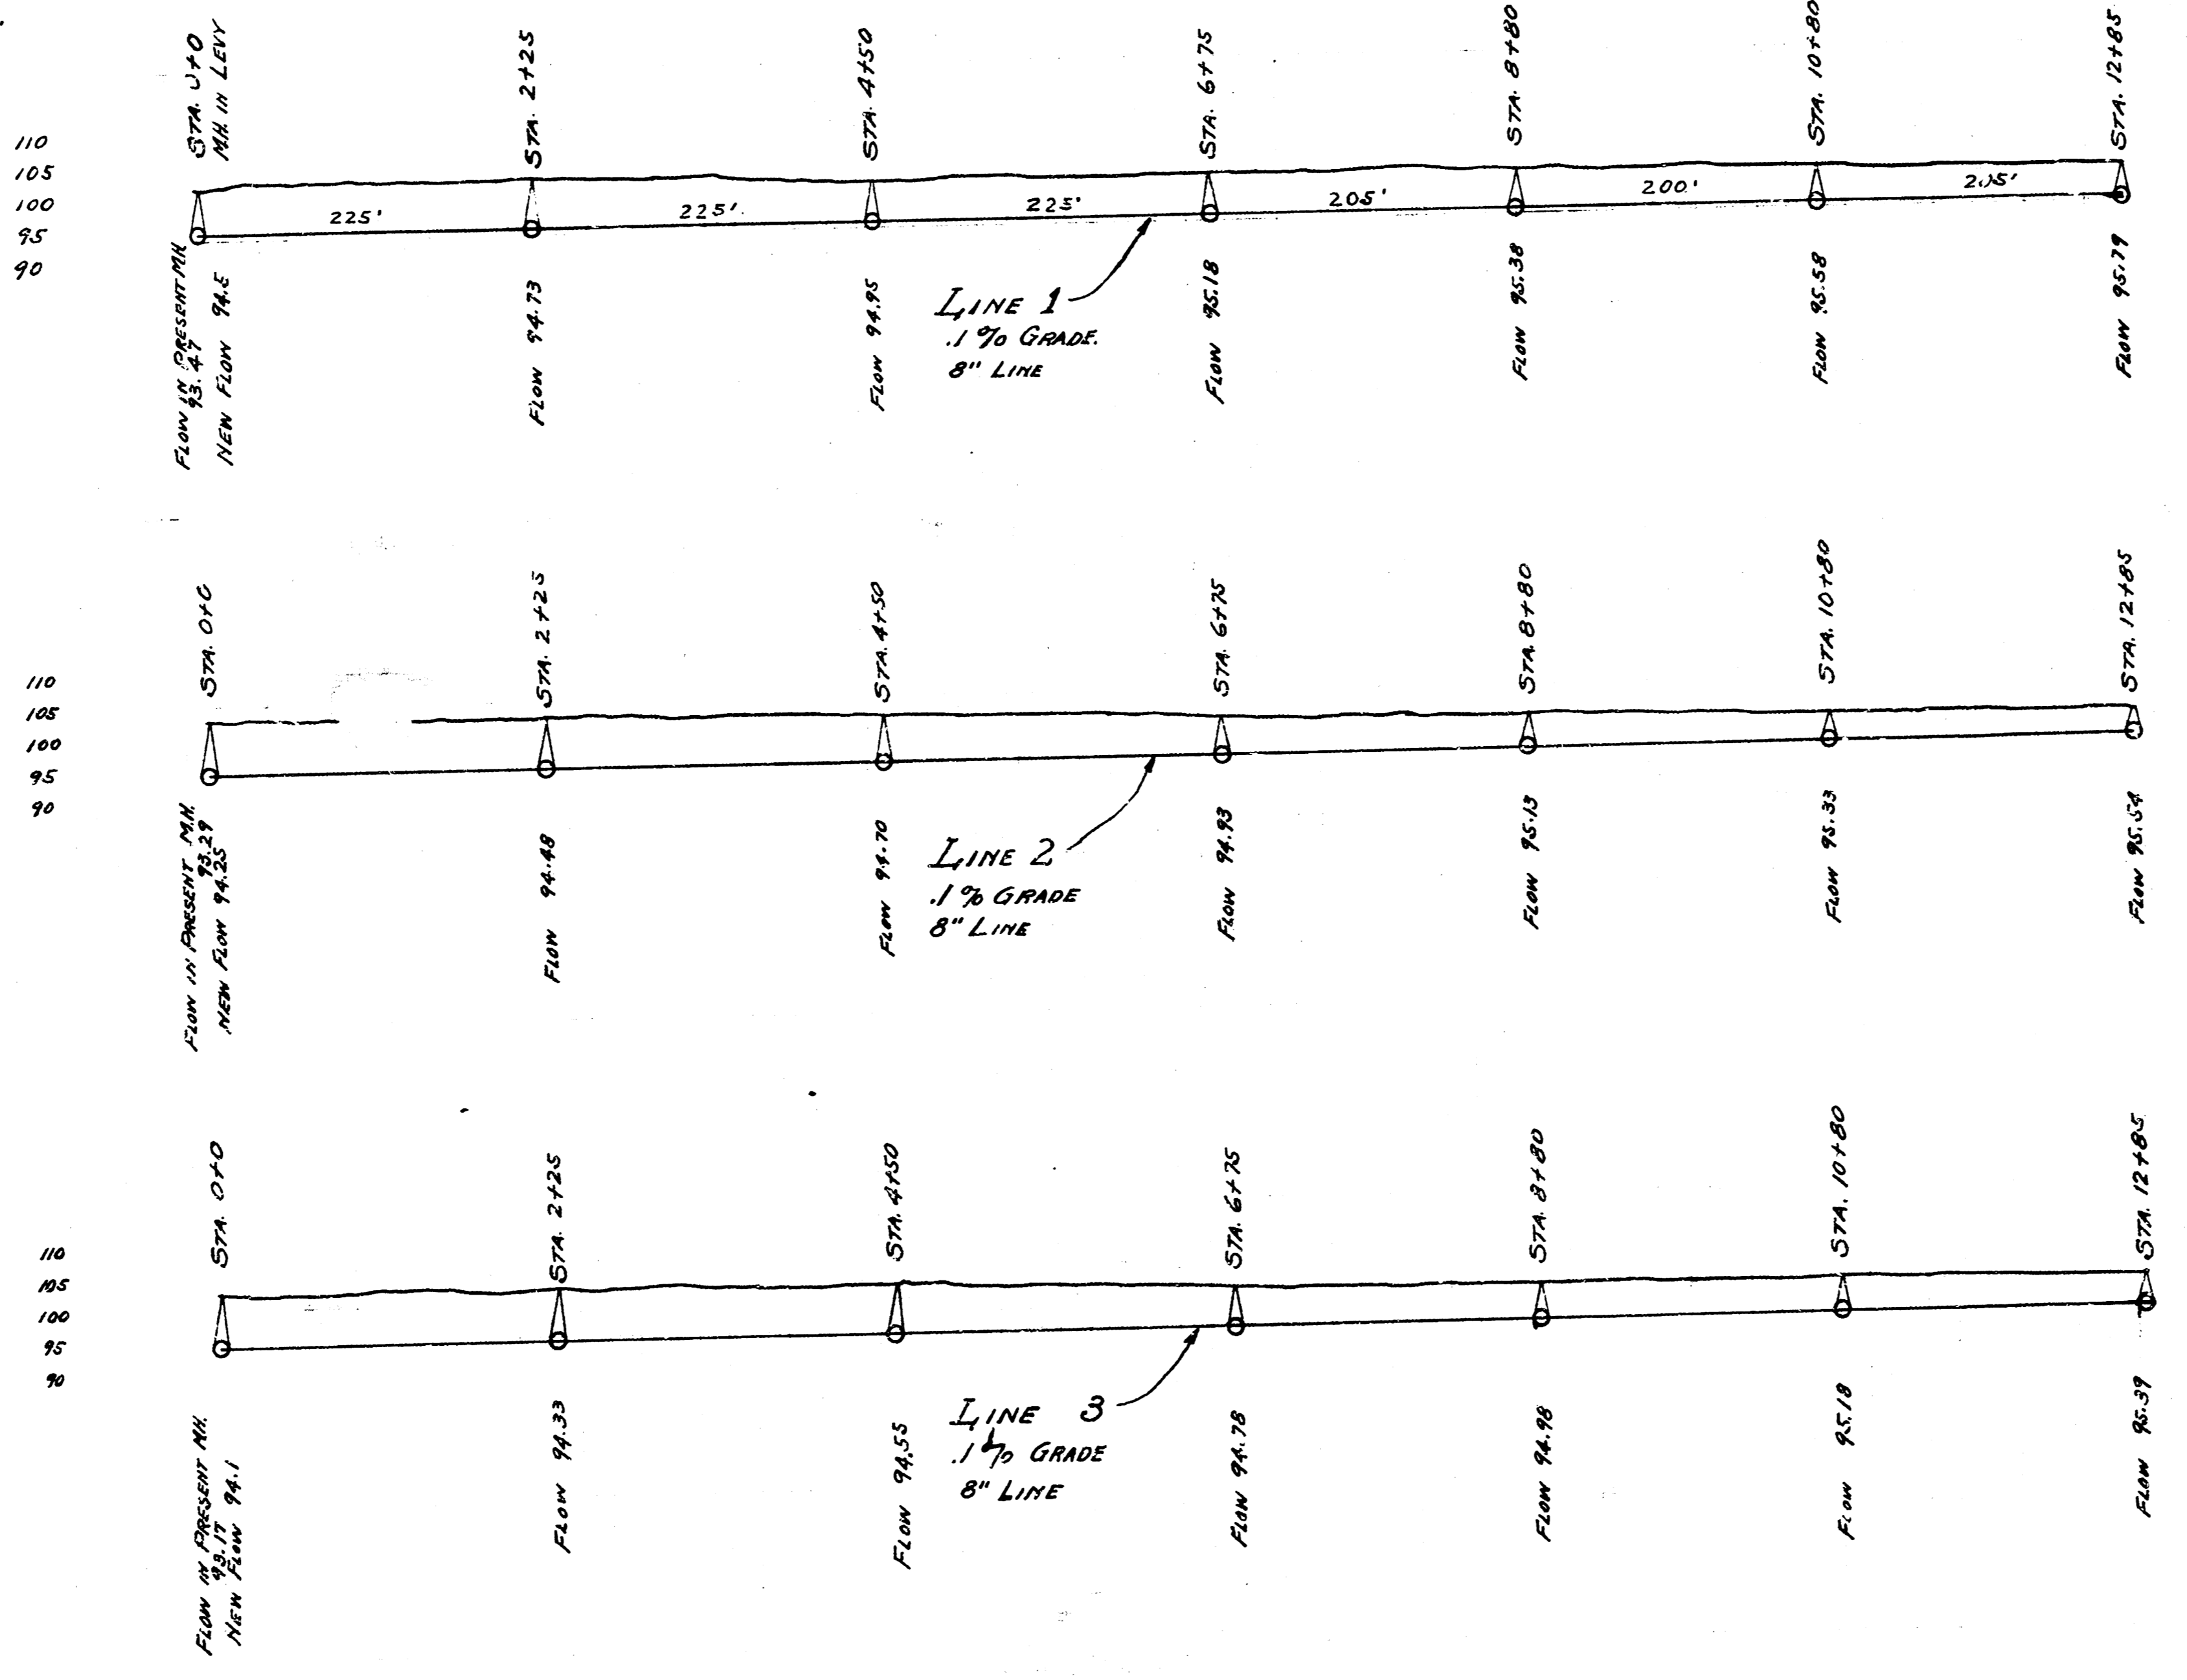 STA. 0+0
MH. IN LEVY
STA. 2+25
STA. 4+50
STA. 6+75
STA. 8+80
STA. 10+80
STA. 12+85
110
105
100
95
90
225'
225'
225'
205'
200'
205'
FLOW IN PRESENT MH.
93.47
NEW FLOW 94.5
FLOW 94.73
FLOW 94.95
LINE 1
.1% GRADE.
8" LINE
FLOW 95.18
FLOW 95.38
FLOW 95.58
FLOW 95.79
STA. 0+0
STA. 2+25
STA. 4+50
STA. 6+75
STA. 8+80
STA. 10+80
STA. 12+85
110
105
100
95
90
FLOW IN PRESENT M.H.
93.29
NEW FLOW 94.25
FLOW 94.48
FLOW 94.70
LINE 2
.1% GRADE
8" LINE
FLOW 94.93
FLOW 95.13
FLOW 95.33
FLOW 95.54
STA. 0+0
STA. 2+25
STA. 4+50
STA. 6+75
STA. 8+80
STA. 10+80
STA. 12+85
110
105
100
95
90
FLOW IN PRESENT MH.
93.17
NEW FLOW 94.1
FLOW 94.33
FLOW 94.55
LINE 3
.1% GRADE
8" LINE
FLOW 94.78
FLOW 94.98
FLOW 95.18
FLOW 95.39